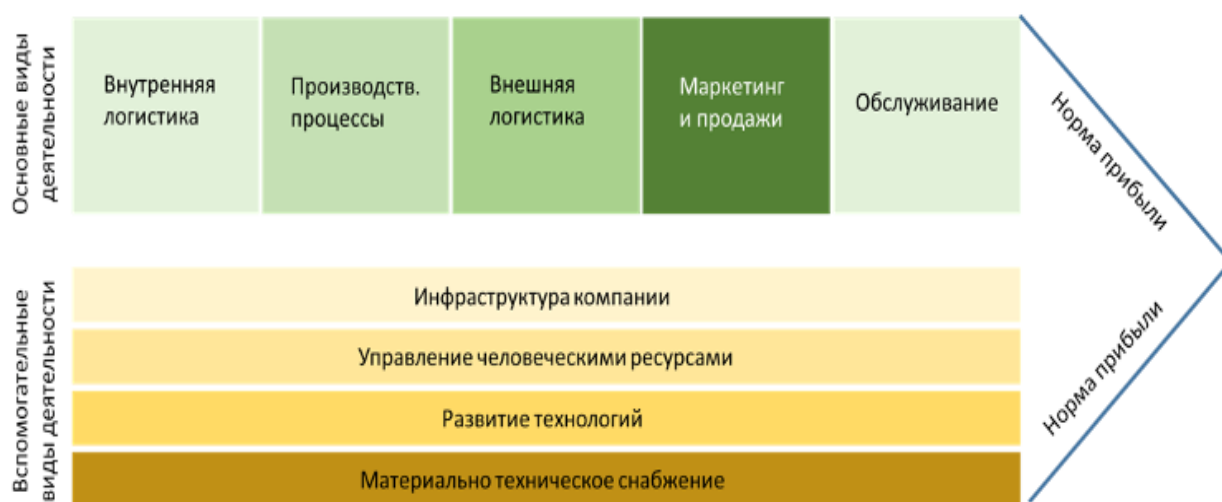 Основные виды
деятельности
Внутренняя
логистика
Производств.
процессы
Внешняя
логистика
Маркетинг
и продажи
Обслуживание
Норма прибыли
Вспомогательные
виды деятельности
Инфраструктура компании
Управление человеческими ресурсами
Развитие технологий
Материально техническое снабжение
Норма прибыли